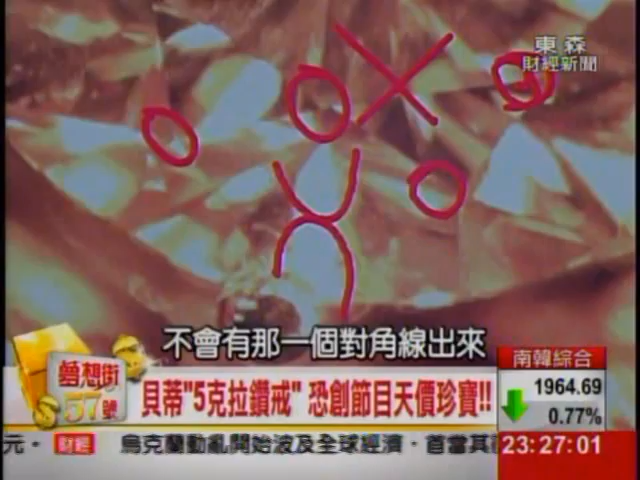 東森
財經新聞
不會有那一個對角線出來
夢想街
57號
貝蒂"5克拉鑽戒" 恐創節目天價珍寶!!
南韓綜合
1964.69
0.77%
元。 財經 烏克蘭動亂開始波及全球經濟，首當其
23:27:01